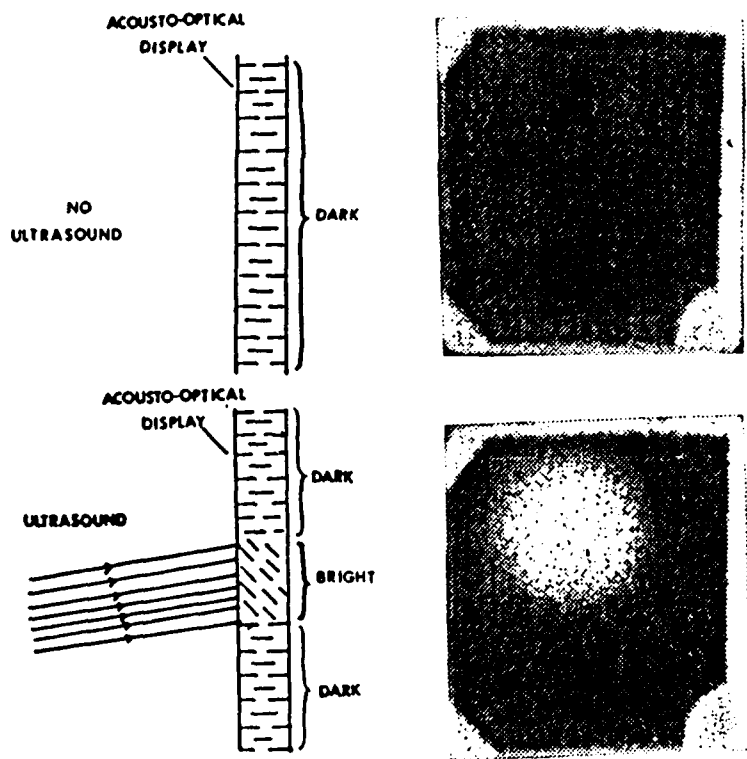 ACOUSTO-OPTICAL
DISPLAY
NO
ULTRASOUND
DARK
ACOUSTO-OPTICAL
DISPLAY
DARK
ULTRASOUND
BRIGHT
DARK